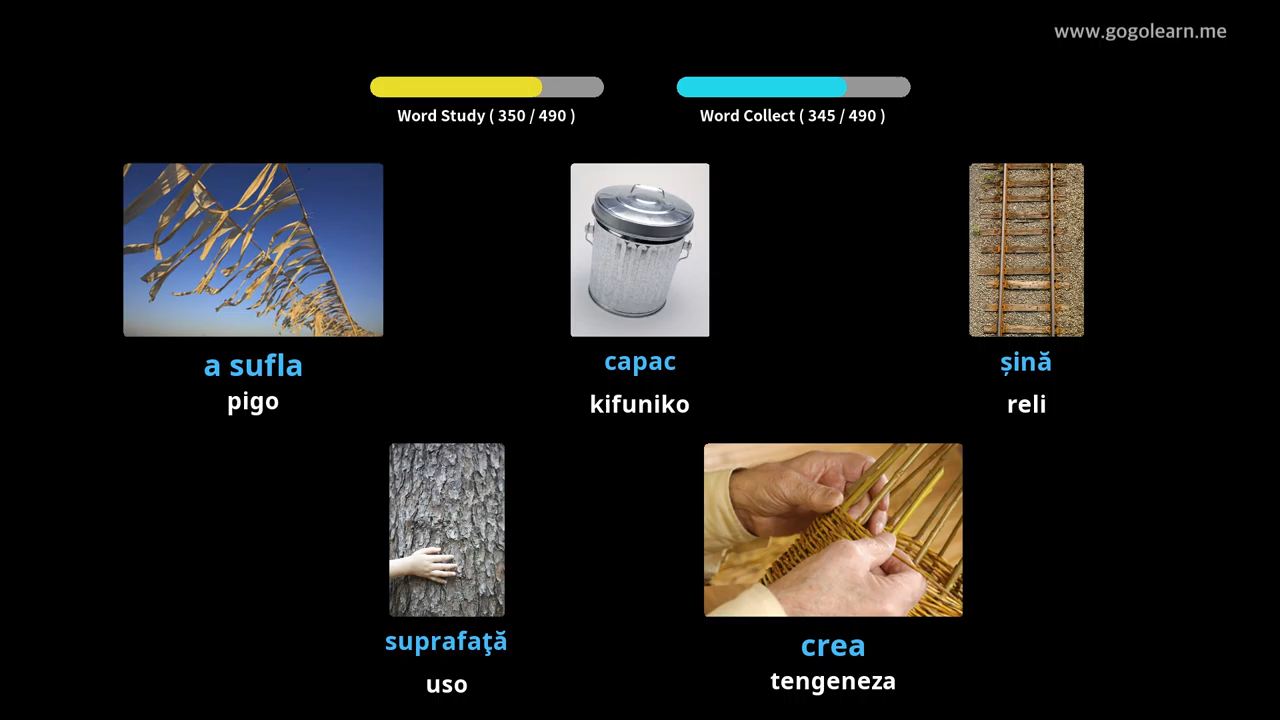 www.gogolearn.me
Word Study ( 350 / 490 )
Word Collect ( 345 / 490 )
a sufla
pigo
capac
kifuniko
șină
reli
suprafaţă
uso
crea
tengeneza